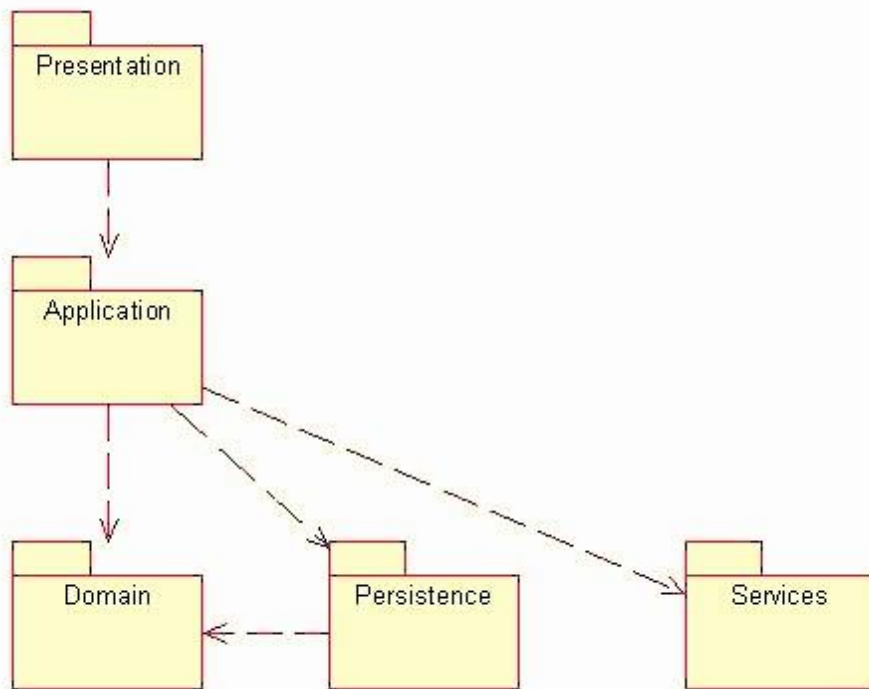 Presentation
Application
Domain
Persistence
Services